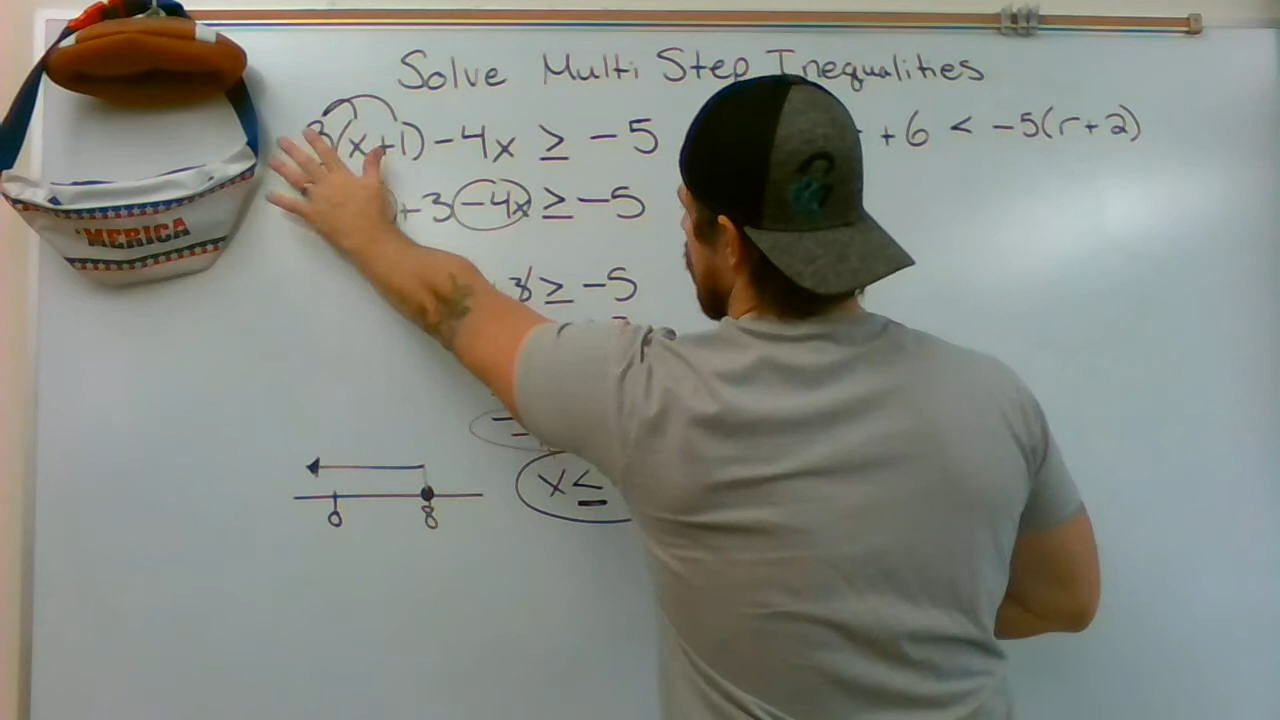 Solve Multi Step Inequalities
3(x+1) -4x ≥ -5
+6 < -5(r+2)
+3 -4x ≥ -5
'MERICA
≥ -5
x ≤
0 8